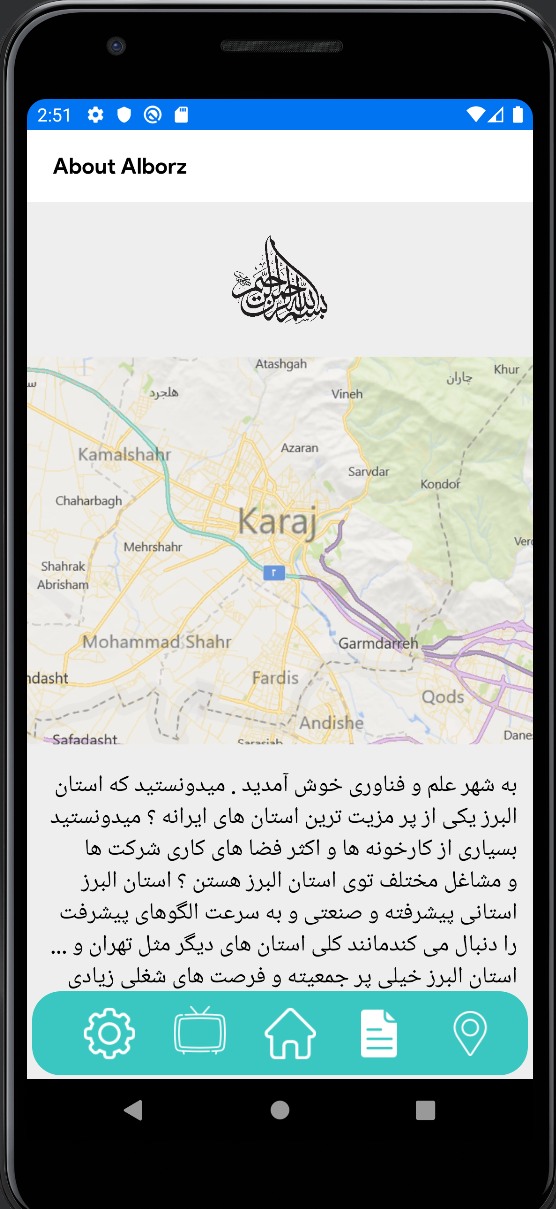 2:51
About Alborz
بسم الله الرحمن الرحیم
Atashgah
Khur
جاران
هلجرد
Vineh
Azaran
Kamalshahr
Sarvdar
Kondor
Chaharbagh
Karaj
Mehrshahr
Shahrak
Abrisham
۲
Mohammad Shahr
Garmdarreh
ndasht
Fardis
Qods
Andishe
Safadasht
Danes
به شهر علم و فناوری خوش آمدید . میدونستید که استان
البرز یکی از پر مزیت ترین استان های ایرانه ؟ میدونستید
بسیاری از کارخونه ها و اکثر فضا های کاری شرکت ها
و مشاغل مختلف توی استان البرز هستن ؟ استان البرز
استانی پیشرفته و صنعتی و به سرعت الگوهای پیشرفت
را دنبال می کندمانند کلی استان های دیگر مثل تهران و ...
استان البرز خیلی پر جمعیته و فرصت های شغلی زیادی